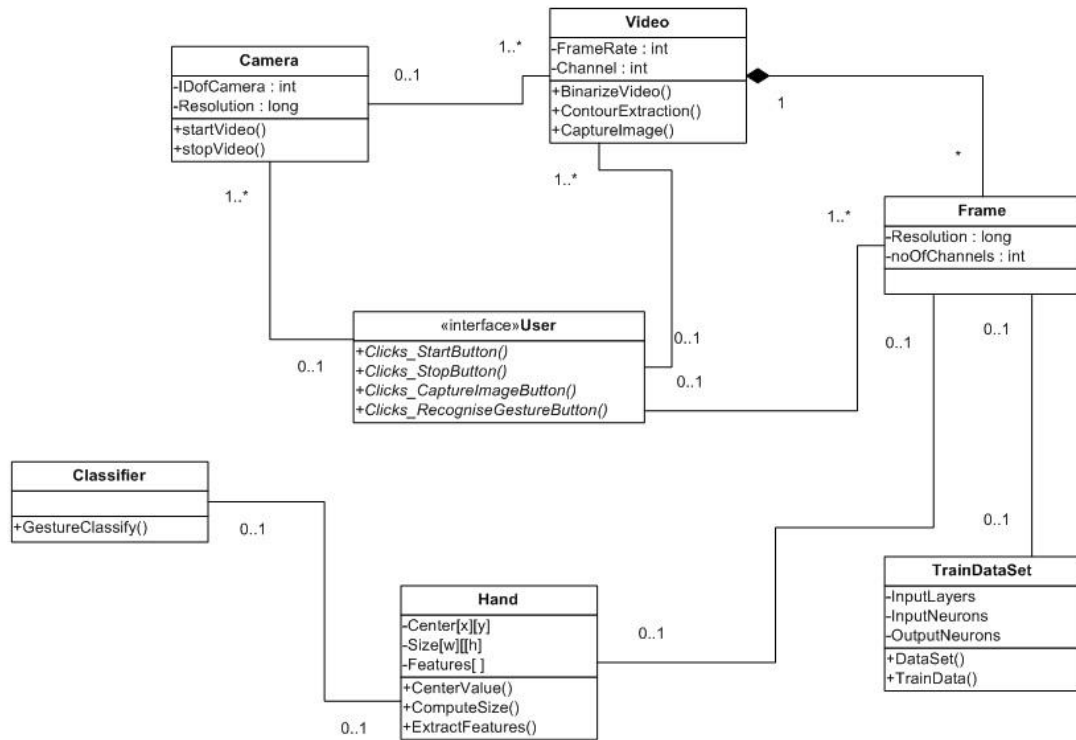 Video
-FrameRate : int
-Channel : int
+BinarizeVideo()
+ContourExtraction()
+CaptureImage()
Camera
-IDofCamera : int
-Resolution : long
+startVideo()
+stopVideo()
0..1
1..*
1
*
1..*
1..*
1..*
Frame
-Resolution : long
-noOfChannels : int
«interface»User
+Clicks_StartButton()
+Clicks_StopButton()
+Clicks_CaptureImageButton()
+Clicks_RecogniseGestureButton()
0..1
0..1
0..1
0..1
0..1
Classifier
+GestureClassify()
0..1
0..1
Hand
-Center[x][y]
-Size[w][[h]
-Features[ ]
+CenterValue()
+ComputeSize()
+ExtractFeatures()
0..1
0..1
TrainDataSet
-InputLayers
-InputNeurons
-OutputNeurons
+DataSet()
+TrainData()